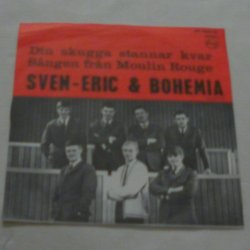 Din skugga stannar kvar
Sången från Moulin Rouge
SVEN-ERIC & BOHEMIA